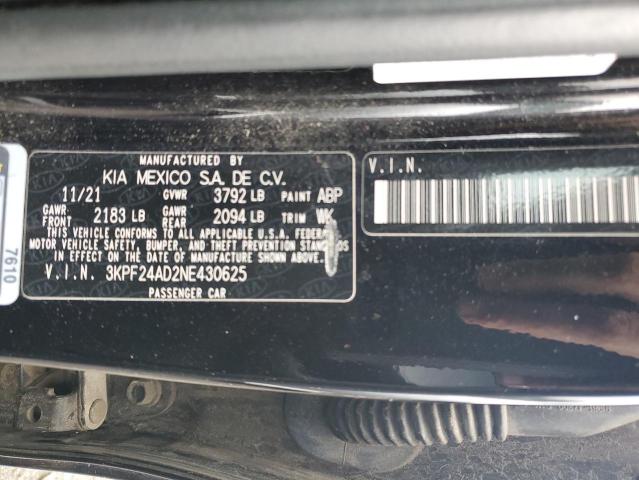 MANUFACTURED BY
KIA MEXICO S.A. DE C.V.
11/21 GVWR 3792 LB PAINT ABP
GAWR FRONT 2183 LB GAWR REAR 2094 LB TRIM WK
THIS VEHICLE CONFORMS TO ALL APPLICABLE U.S.A. FEDERAL
MOTOR VEHICLE SAFETY, BUMPER, AND THEFT PREVENTION STANDARDS
IN EFFECT ON THE DATE OF MANUFACTURE SHOWN ABOVE.
V.I.N. 3KPF24AD2NE430625
PASSENGER CAR
V.I.N.
7610